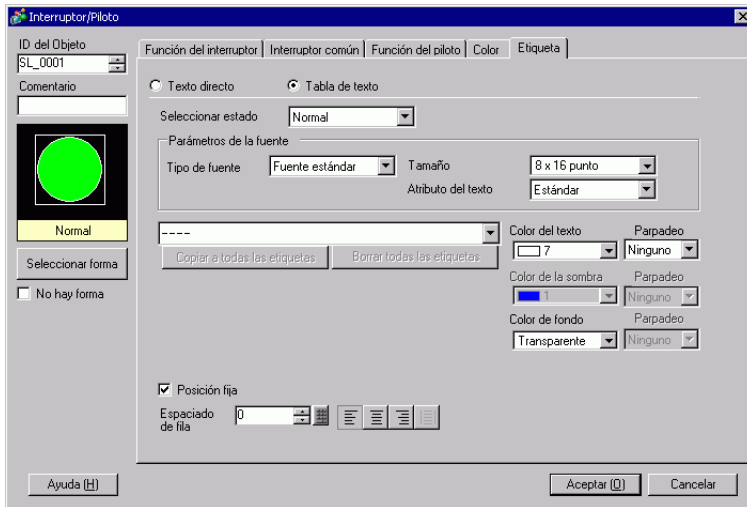 Interruptor/Piloto
ID del Objeto
SL_0001
Comentario
Normal
Seleccionar forma
No hay forma
Función del interruptor
Interruptor común
Función del piloto
Color
Etiqueta
Texto directo
Tabla de texto
Seleccionar estado
Normal
Parámetros de la fuente
Tipo de fuente
Fuente estándar
Tamaño
8 x 16 punto
Atributo del texto
Estándar
----
Copiar a todas las etiquetas
Borrar todas las etiquetas
Color del texto
Parpadeo
7
Ninguno
Color de la sombra
Parpadeo
1
Ninguno
Color de fondo
Parpadeo
Transparente
Ninguno
Posición fija
Espaciado
de fila
0
Ayuda (H)
Aceptar (O)
Cancelar